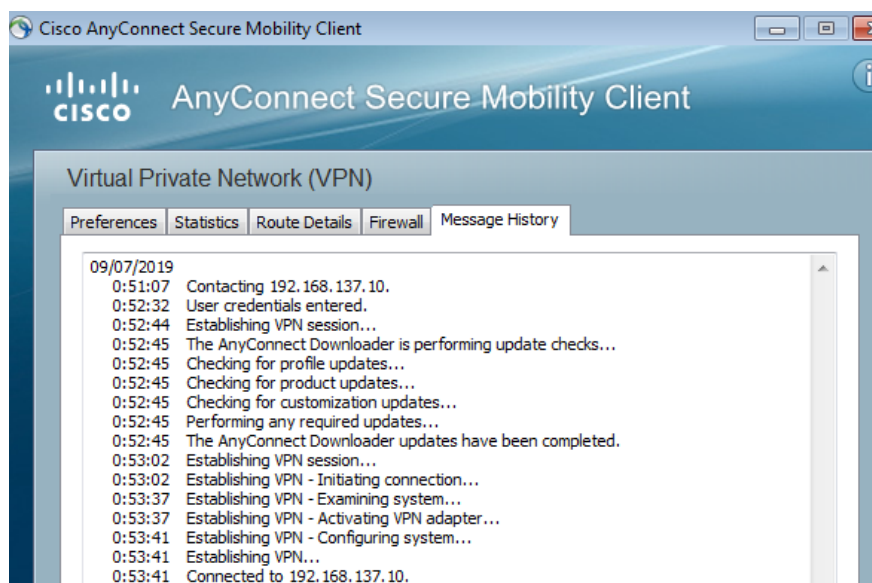 Cisco AnyConnect Secure Mobility Client
CISCO AnyConnect Secure Mobility Client
Virtual Private Network (VPN)
Preferences Statistics Route Details Firewall Message History
09/07/2019
0:51:07 Contacting 192.168.137.10.
0:52:32 User credentials entered.
0:52:44 Establishing VPN session...
0:52:45 The AnyConnect Downloader is performing update checks...
0:52:45 Checking for profile updates...
0:52:45 Checking for product updates...
0:52:45 Checking for customization updates...
0:52:45 Performing any required updates...
0:52:45 The AnyConnect Downloader updates have been completed.
0:53:02 Establishing VPN session...
0:53:02 Establishing VPN - Initiating connection...
0:53:37 Establishing VPN - Examining system...
0:53:37 Establishing VPN - Activating VPN adapter...
0:53:41 Establishing VPN - Configuring system...
0:53:41 Establishing VPN...
0:53:41 Connected to 192.168.137.10.